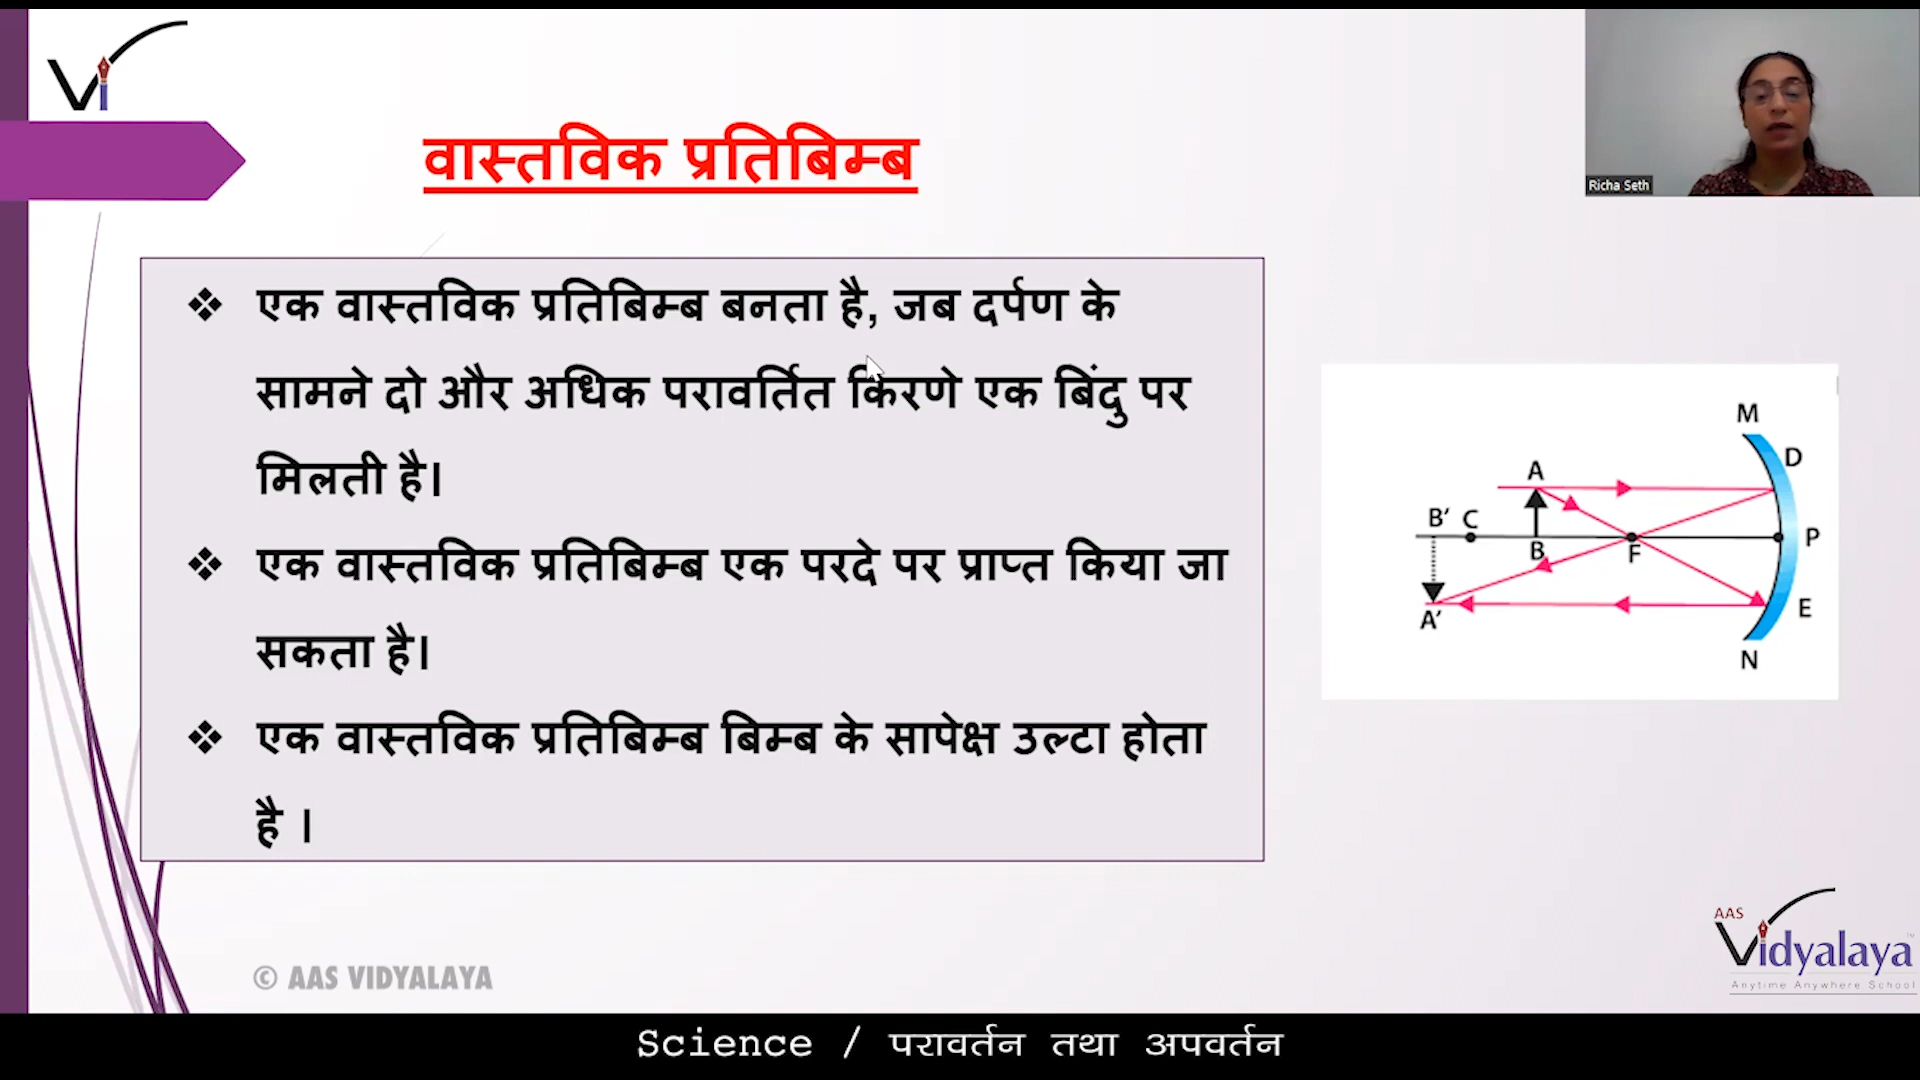 Vi
Richa Seth
वास्तविक प्रतिबिम्ब
❖ एक वास्तविक प्रतिबिम्ब बनता है, जब दर्पण के
सामने दो और अधिक परावर्तित किरणे एक बिंदु पर
मिलती है।
❖ एक वास्तविक प्रतिबिम्ब एक परदे पर प्राप्त किया जा
सकता है।
❖ एक वास्तविक प्रतिबिम्ब बिम्ब के सापेक्ष उल्टा होता
है ।
M
D
A
B' C
P
B
F
E
A'
N
© AAS VIDYALAYA
AAS
Vidyalaya
Anytime Anywhere School
Science / परावर्तन तथा अपवर्तन